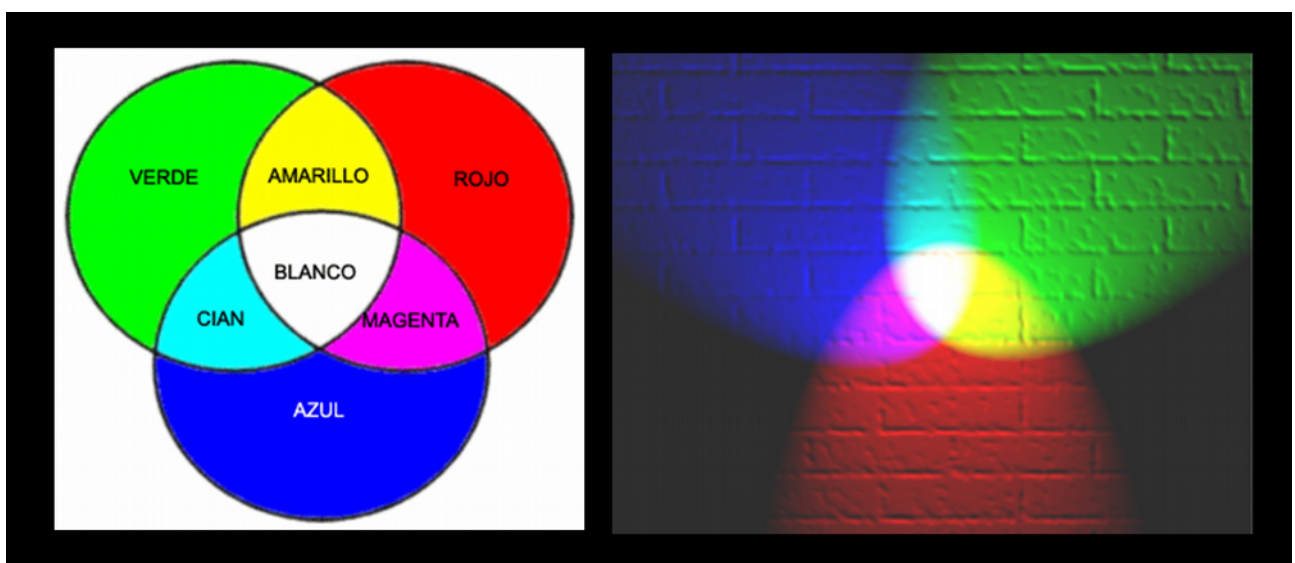 VERDE
AMARILLO
ROJO
BLANCO
CIAN
MAGENTA
AZUL